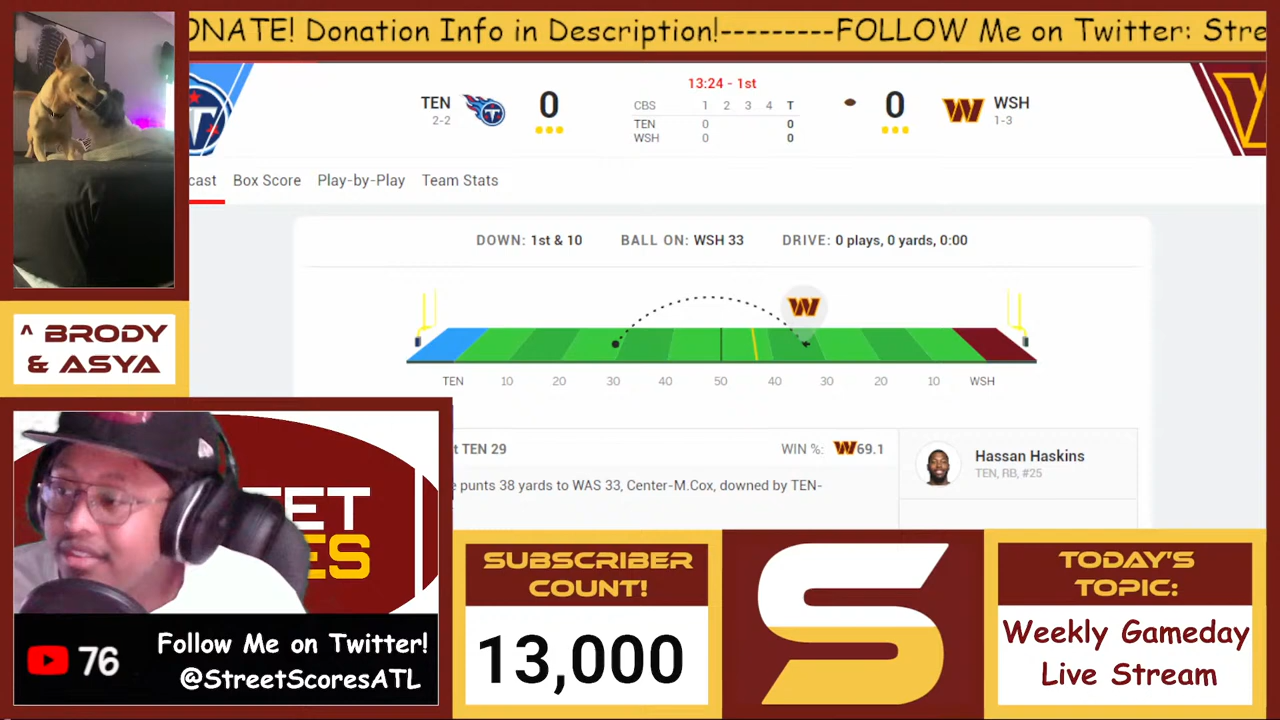 ONATE! Donation Info in Description!---------FOLLOW Me on Twitter: Stre
TEN
2-2
0
13:24 - 1st
CBS 1 2 3 4 T
TEN 0 0
WSH 0 0
0
WSH
1-3
cast Box Score Play-by-Play Team Stats
DOWN: 1st & 10 BALL ON: WSH 33 DRIVE: 0 plays, 0 yards, 0:00
TEN 10 20 30 40 50 40 30 20 10 WSH
^ BRODY
& ASYA
t TEN 29 WIN %: 69.1
e punts 38 yards to WAS 33, Center-M.Cox, downed by TEN-
Hassan Haskins
TEN, RB, #25
EET
ES
76
Follow Me on Twitter!
@StreetScoresATL
SUBSCRIBER
COUNT!
13,000
S
TODAY'S
TOPIC:
Weekly Gameday
Live Stream